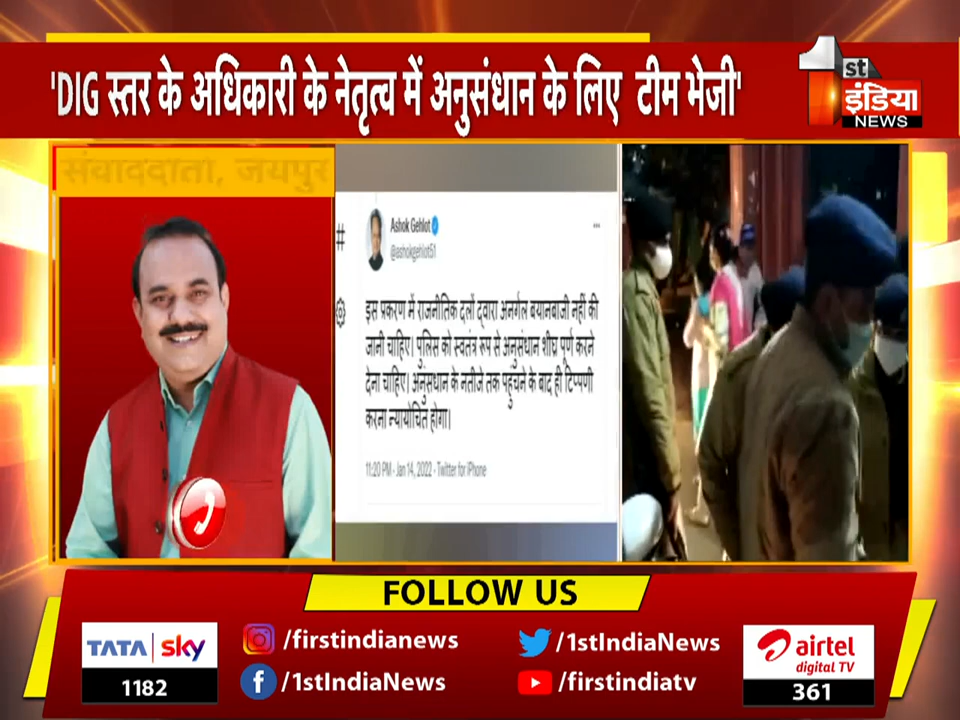 'DIG स्तर के अधिकारी के नेतृत्व में अनुसंधान के लिए टीम भेजी'
1st
इंडिया
NEWS
संवाददाता, जयपुर
#
Ashok Gehlot
@ashokgehlot51
इस प्रकरण में राजनीतिक दलों द्वारा अनर्गल बयानबाजी नहीं की
जानी चाहिए। पुलिस को स्वतंत्र रूप से अनुसंधान शीघ्र पूर्ण करने
देना चाहिए। अनुसंधान के नतीजे तक पहुंचने के बाद ही टिप्पणी
करना न्यायोचित होगा।
11:20 PM - Jan 14, 2022 - Twitter for iPhone
FOLLOW US
TATA sky
1182
/firstindianews
/1stIndiaNews
/1stIndiaNews
/firstindiatv
airtel
digital TV
361